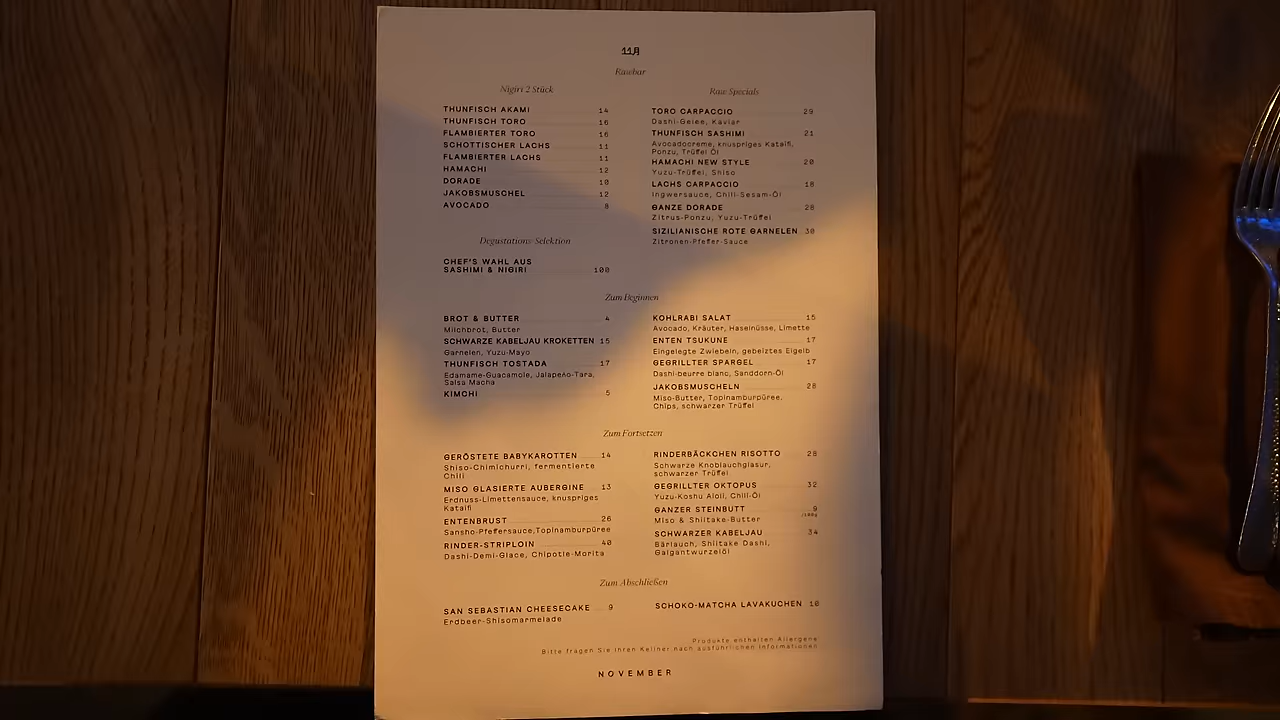 11月
Rawbar
Nigiri 2 Stück
THUNFISCH AKAMI 14
THUNFISCH TORO 16
FLAMBIERTER TORO 16
SCHOTTISCHER LACHS 11
FLAMBIERTER LACHS 11
HAMACHI 12
DORADE 10
JAKOBSMUSCHEL 12
AVOCADO 8
Degustations Selektion
CHEF'S WAHL AUS
SASHIMI & NIGIRI 100
Raw Specials
TORO CARPACCIO 29
Dashi-Gelee, Kaviar
THUNFISCH SASHIMI 21
Avocadocreme, knuspriges Kataifi,
Ponzu, Trüffel Öl
HAMACHI NEW STYLE 20
Yuzu-Trüffel, Shiso
LACHS CARPACCIO 18
Ingwersauce, Chili-Sesam-Öl
GANZE DORADE 28
Zitrus-Ponzu, Yuzu-Trüffel
SIZILIANISCHE ROTE GARNELEN 30
Zitronen-Pfeffer-Sauce
Zum Beginnen
BROT & BUTTER 4
Milchbrot, Butter
SCHWARZE KABELJAU KROKETTEN 15
Garnelen, Yuzu-Mayo
THUNFISCH TOSTADA 17
Edamame-Guacamole, Jalapeño-Tara,
Salsa Macha
KIMCHI 5
KOHLRABI SALAT 15
Avocado, Kräuter, Haselnüsse, Limette
ENTEN TSUKUNE 17
Eingelegte Zwiebeln, gebeiztes Eigelb
GEGRILLTER SPARGEL 17
Dashi-beurre blanc, Sanddorn-Öl
JAKOBSMUSCHELN 28
Miso-Butter, Topinamburpüree,
Chips, schwarzer Trüffel
Zum Fortsetzen
GERÖSTETE BABYKAROTTEN 14
Shiso-Chimichurri, fermentierte
Chili
MISO GLASIERTE AUBERGINE 13
Erdnuss-Limettensauce, knuspriges
Kataifi
ENTENBRUST 26
Sansho-Pfeffersauce,Topinamburpüree
RINDER-STRIPLOIN 40
Dashi-Demi-Glace, Chipotle-Morita
RINDERBÄCKCHEN RISOTTO 28
Schwarze Knoblauchglasur,
schwarzer Trüffel
GEGRILLTER OKTOPUS 32
Yuzu-Koshu Aioli, Chili-Öl
GANZER STEINBUTT 9
/100g
Miso & Shiitake-Butter
SCHWARZER KABELJAU 34
Bärlauch, Shiitake Dashi,
Galgantwurzelöl
Zum Abschließen
SAN SEBASTIAN CHEESECAKE 9
Erdbeer-Shisomarmelade
SCHOKO-MATCHA LAVAKUCHEN 10
Produkte enthalten Allergene
Bitte fragen Sie Ihren Kellner nach ausführlichen Informationen
NOVEMBER